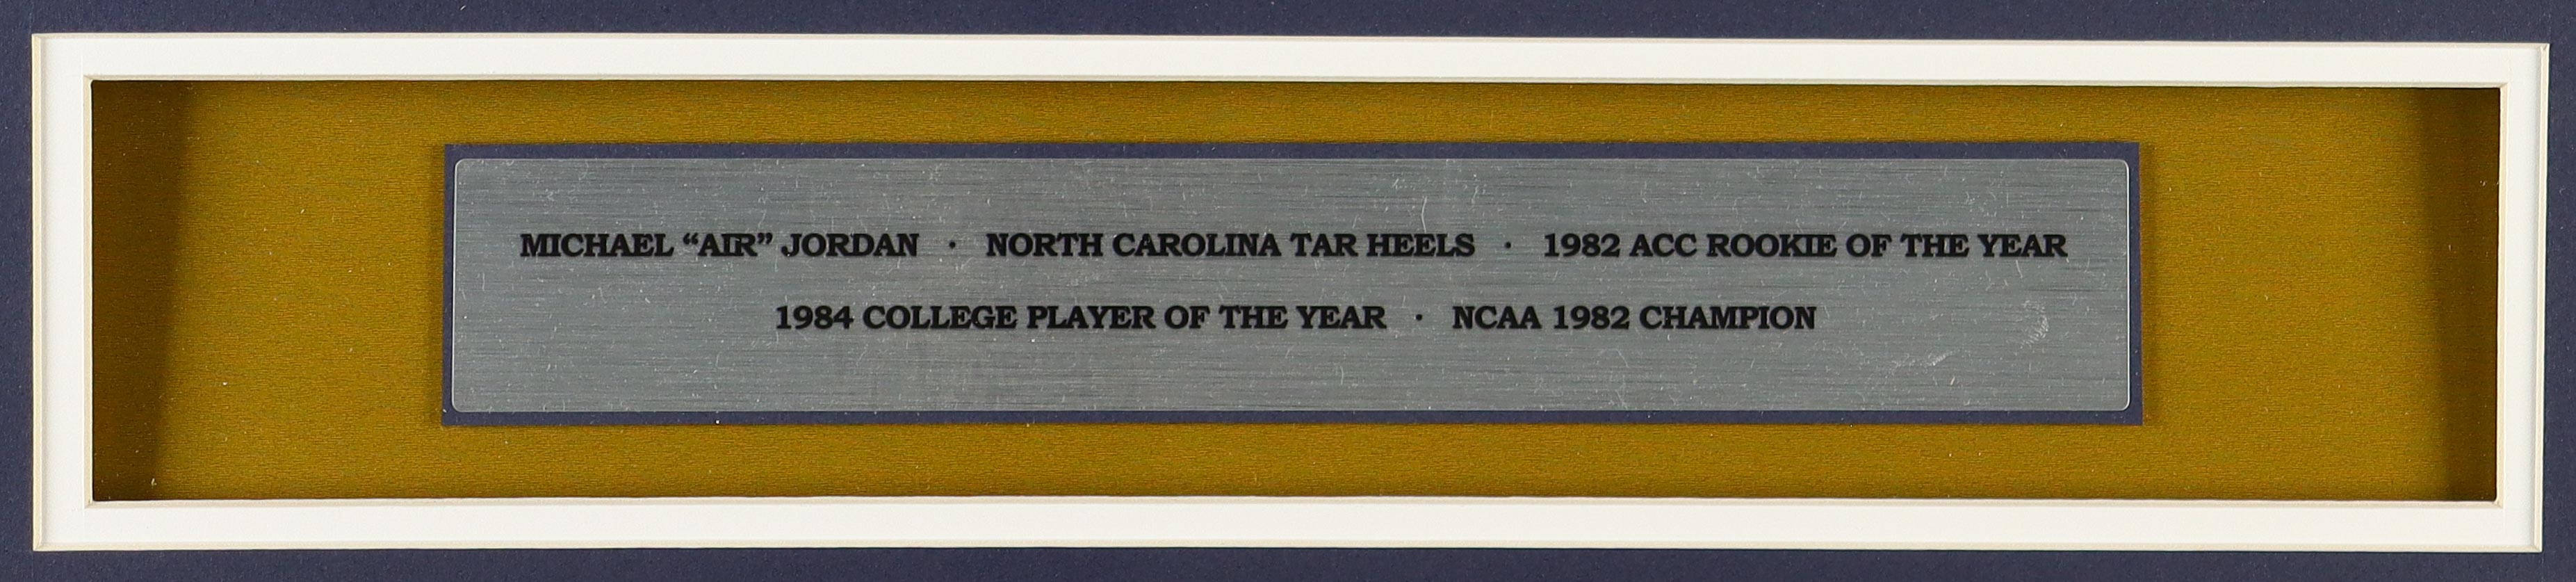 MICHAEL “AIR” JORDAN · NORTH CAROLINA TAR HEELS · 1982 ACC ROOKIE OF THE YEAR
1984 COLLEGE PLAYER OF THE YEAR · NCAA 1982 CHAMPION